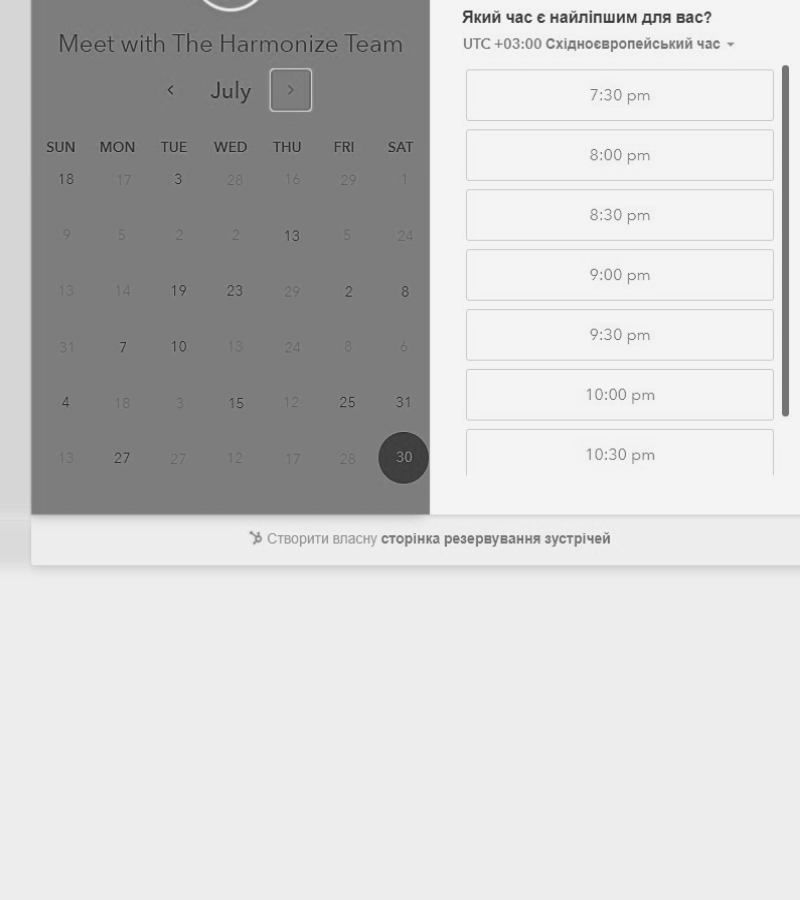 Meet with The Harmonize Team
July
SUN MON TUE WED THU FRI SAT
18 17 3 28 16 29 1
9 5 2 2 13 5 24
13 14 19 23 29 2 8
31 7 10 13 24 8 6
4 18 3 15 12 25 31
13 27 27 12 17 28 30
Який час є найліпшим для вас?
UTC +03:00 Східноєвропейський час
7:30 pm
8:00 pm
8:30 pm
9:00 pm
9:30 pm
10:00 pm
10:30 pm
Створити власну сторінка резервування зустрічей